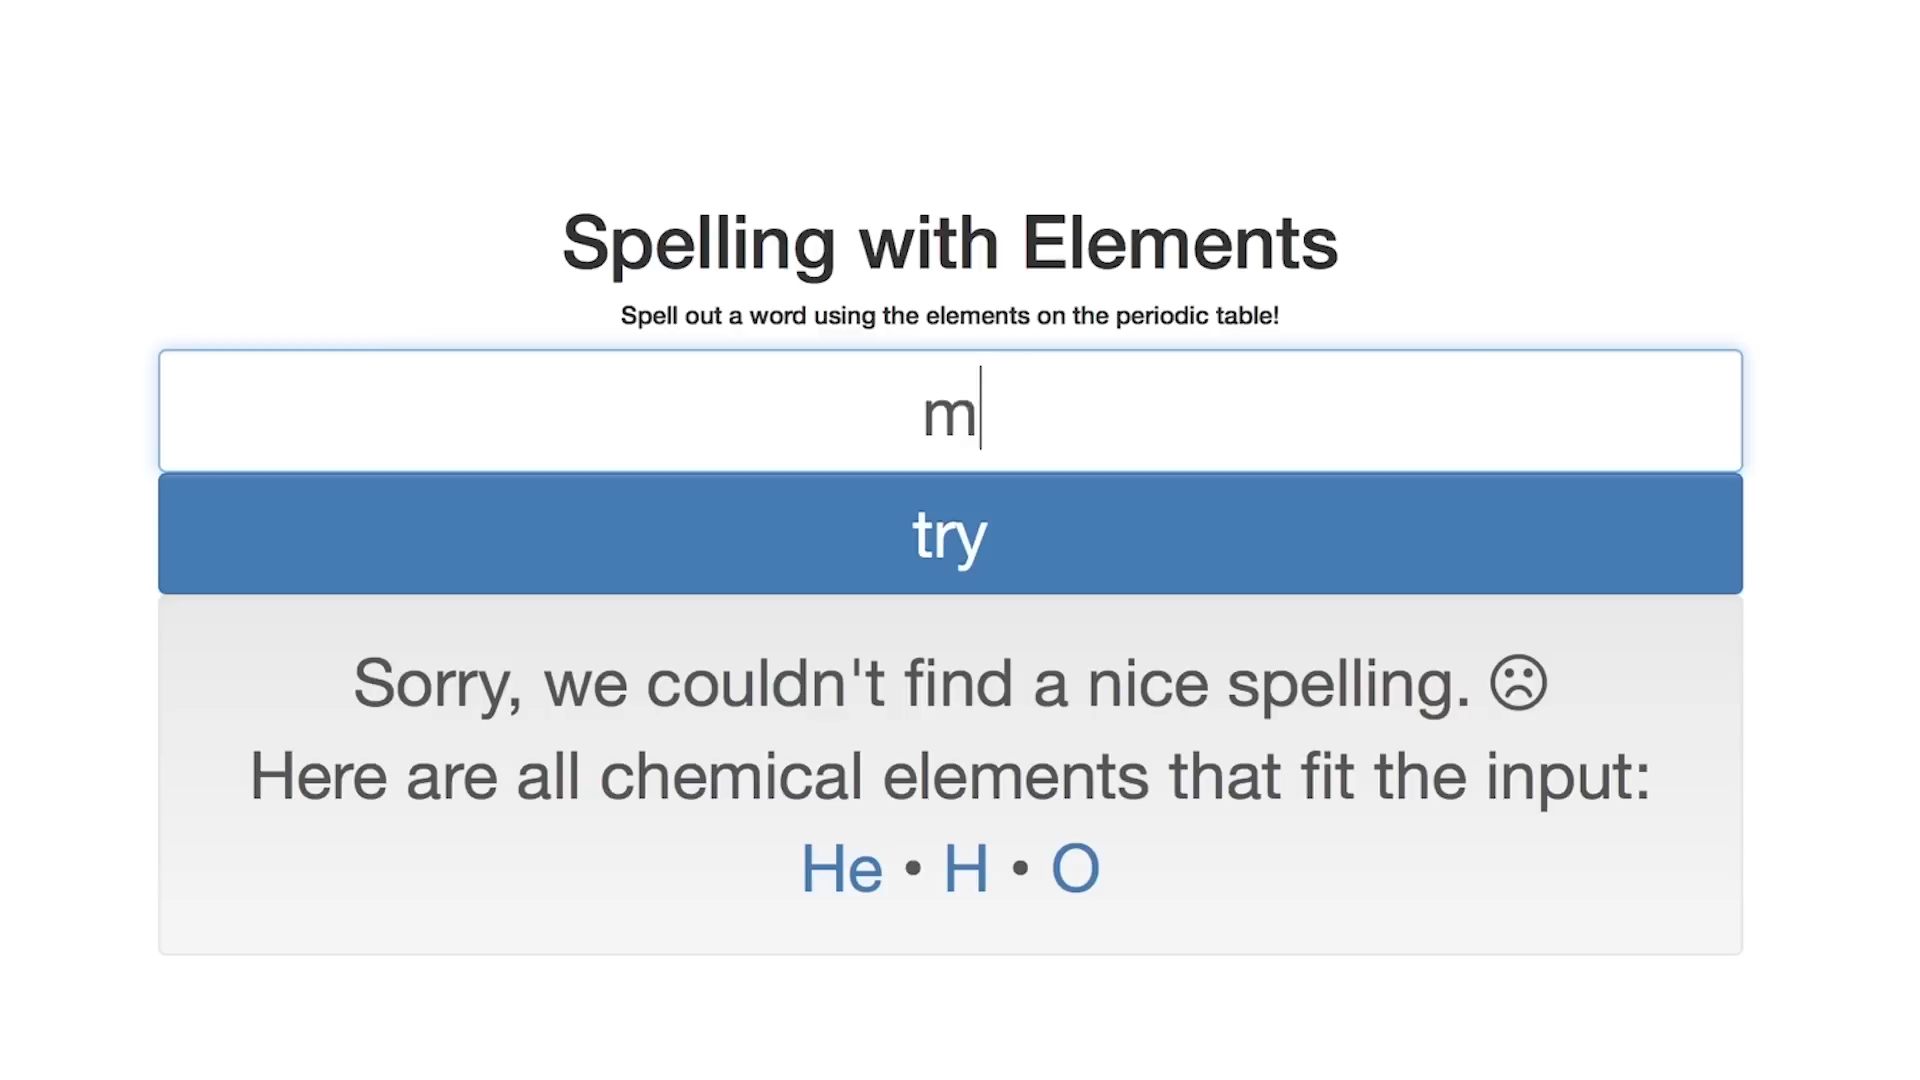 Spelling with Elements
Spell out a word using the elements on the periodic table!
m
try
Sorry, we couldn't find a nice spelling. ☹
Here are all chemical elements that fit the input:
He • H • O